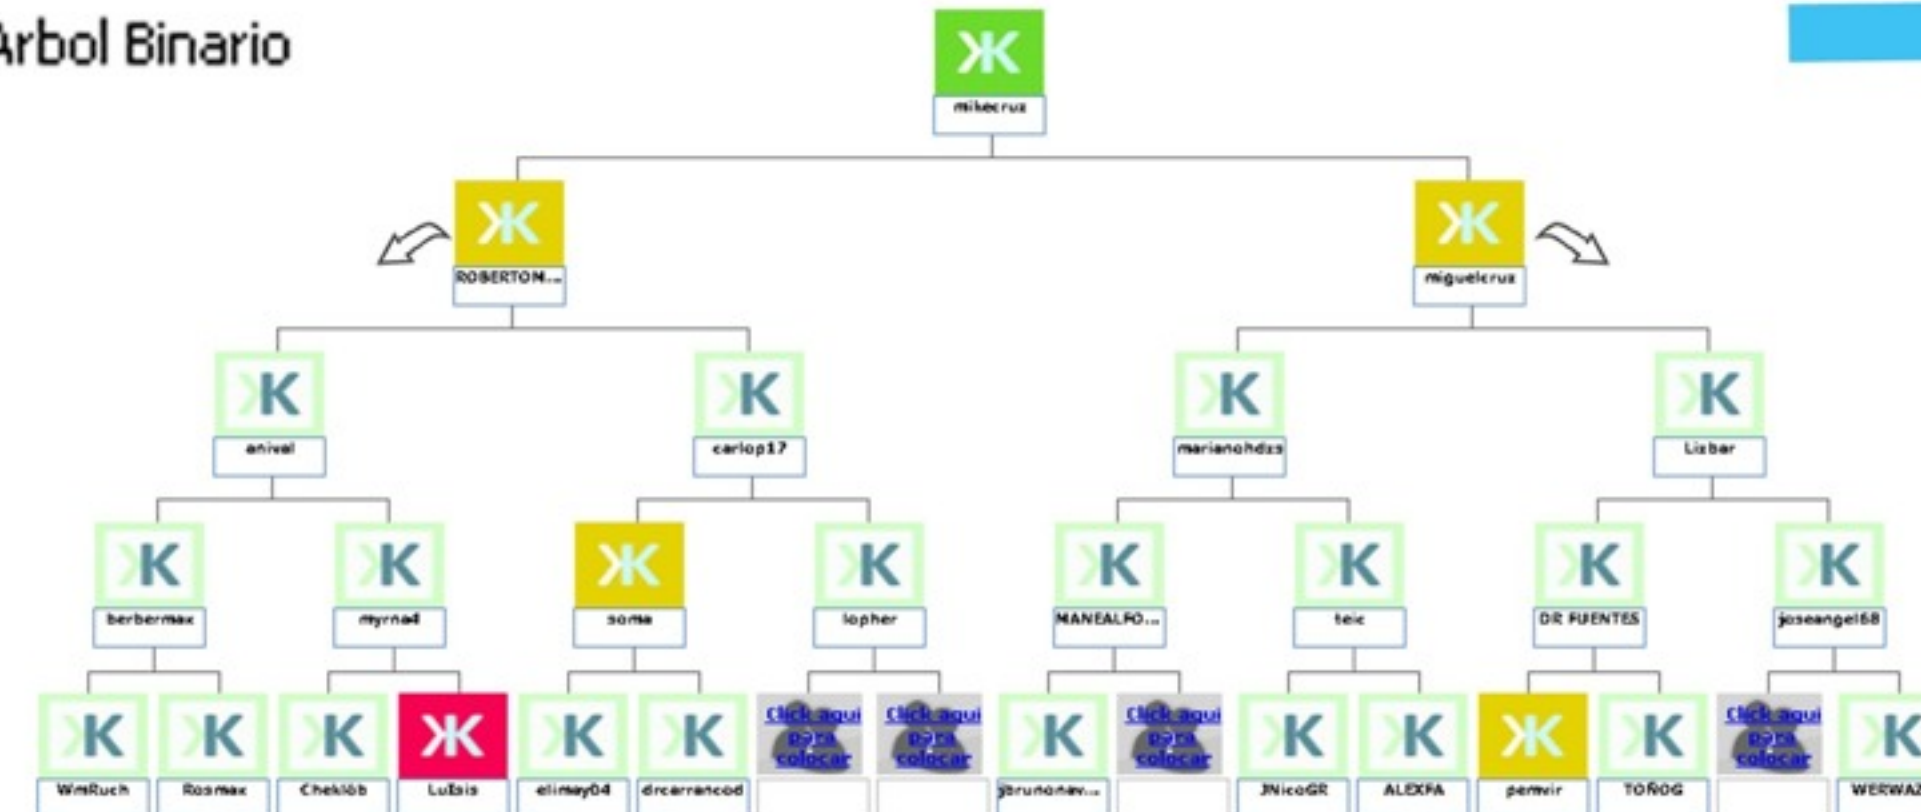 Arbol Binario
mikecruz
ROBERTOM...
miguelcruz
anival
carlop17
marianohdzs
Lizbar
berbermax
myrna4
soma
lopher
MANEALFO...
teic
DR FUENTES
joseangel68
Click aqui
para
colocar
Click aqui
para
colocar
Click aqui
para
colocar
Click aqui
para
colocar
WmRuch
Rosmax
LuIsis
elimay04
drcarrancod
jbrunonav...
JNicoGR
ALEXFA
pemvir
TOÑOG